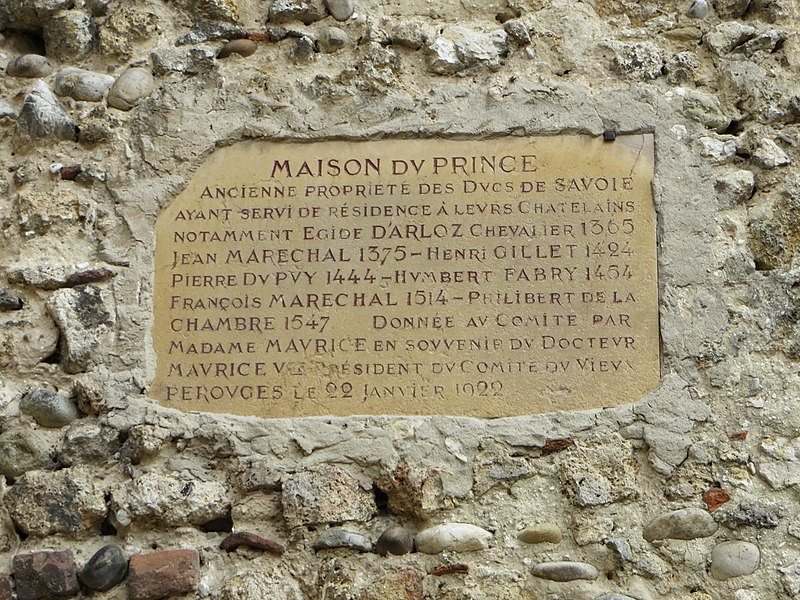 MAISON DV PRINCE
ANCIENNE PROPRIÉTÉ DES DVCS DE SAVOIE
AYANT SERVI DE RÉSIDENCE À LEVRS CHATELAINS
NOTAMMENT EGIDE D'ARLOZ CHEVALIER 1365
JEAN MARECHAL 1375 – HENRI GILLET 1424
PIERRE DV PVY 1444 – HVMBERT FABRY 1454
FRANÇOIS MARECHAL 1514 – PHILIBERT DE LA
CHAMBRE 1547 DONNÉE AV COMITÉ PAR
MADAME MAVRICE EN SOVVENIR DV DOCTEVR
MAVRICE PRÉSIDENT DV COMITÉ DV VIEVX
PEROVGES LE 22 JANVIER 1922